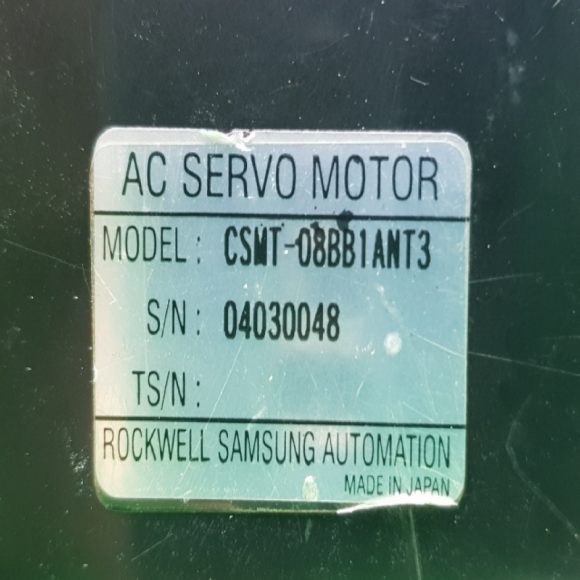 AC SERVO MOTOR
MODEL : CSMT-08BB1ANT3
S/N : 04030048
TS/N :
ROCKWELL SAMSUNG AUTOMATION
MADE IN JAPAN